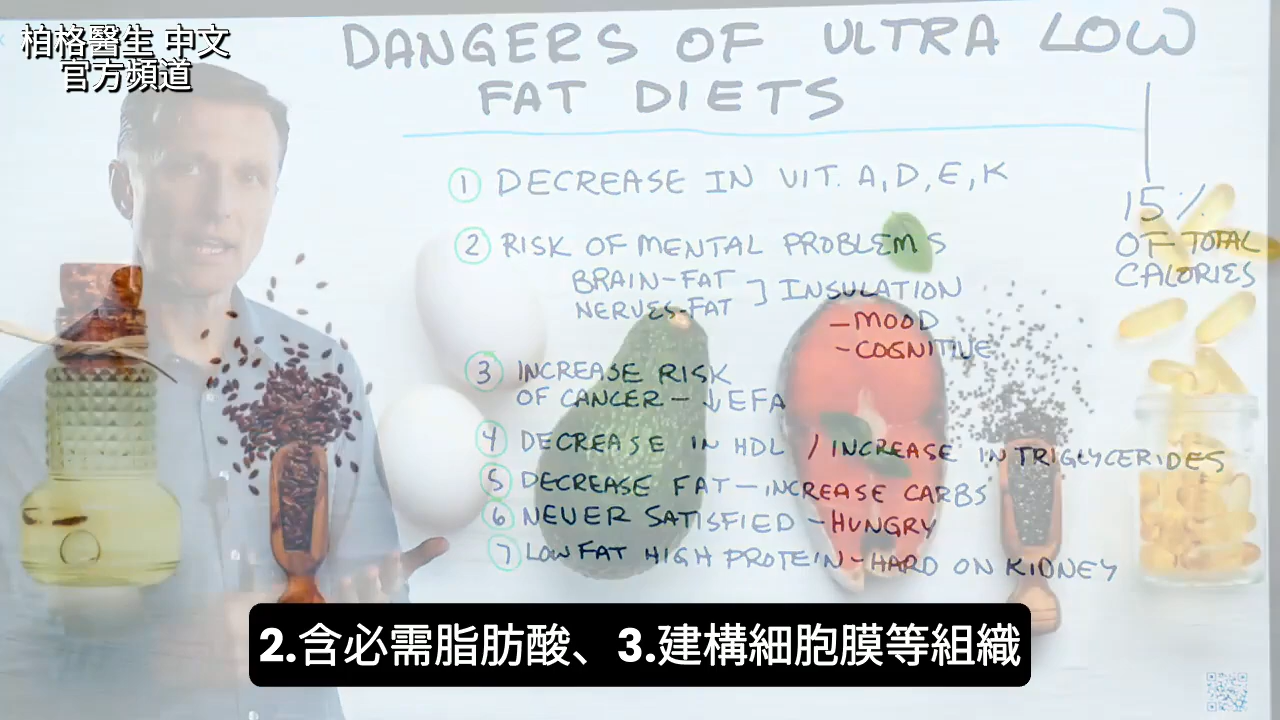 柏格醫生 中文
官方頻道
DANGERS OF ULTRA LOW
FAT DIETS
15%
OF TOTAL
CALORIES
1 DECREASE IN VIT. A, D, E, K
2 RISK OF MENTAL PROBLEMS
BRAIN-FAT
NERVES-FAT ] INSULATION
-MOOD
-COGNITIVE
3 INCREASE RISK
OF CANCER - ↓EFA
4 DECREASE IN HDL / INCREASE IN TRIGLYCERIDES
5 DECREASE FAT - INCREASE CARBS
6 NEVER SATISFIED - HUNGRY
7 LOW FAT HIGH PROTEIN - HARD ON KIDNEY
2.含必需脂肪酸、3.建構細胞膜等組織